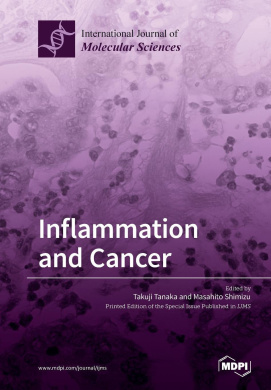 International Journal of
Molecular Sciences
Inflammation
and Cancer
Edited by
Takuji Tanaka and Masahito Shimizu
Printed Edition of the Special Issue Published in IJMS
www.mdpi.com/journal/ijms
MDPI